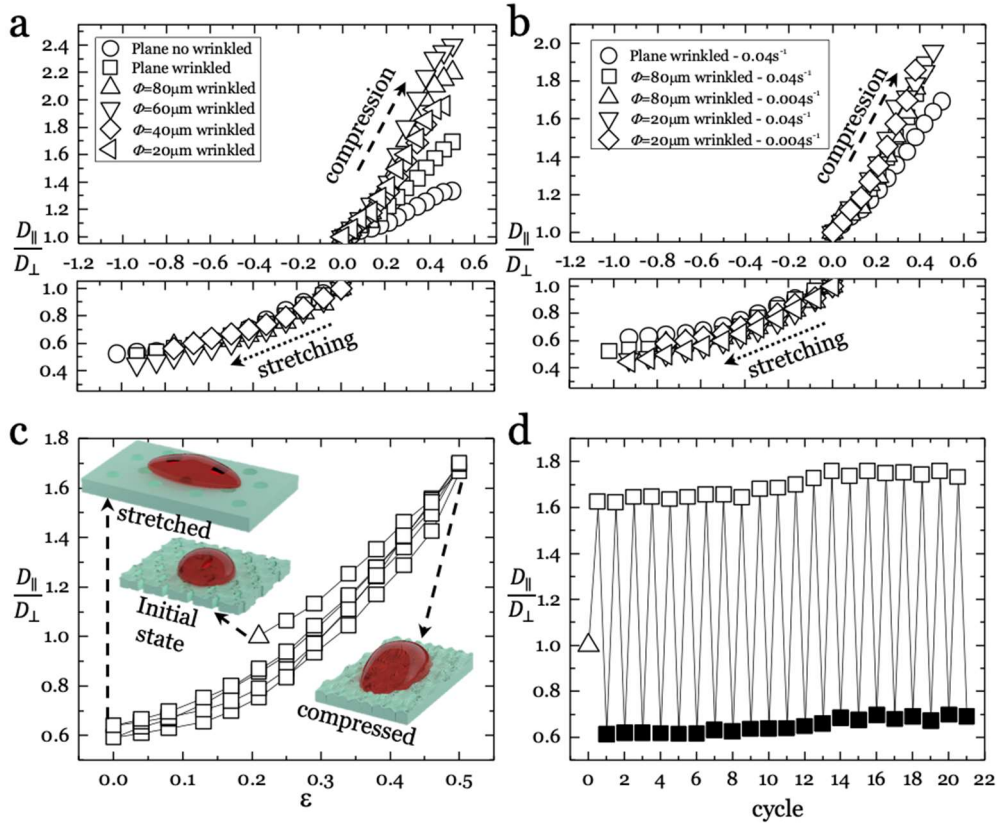 a
Plane no wrinkled
Plane wrinkled
Φ=80μm wrinkled
Φ=60μm wrinkled
Φ=40μm wrinkled
Φ=20μm wrinkled
compression
2.4
2.2
2.0
1.8
1.6
1.4
1.2
1.0
D∥
D⊥
-1.2 -1.0 -0.8 -0.6 -0.4 -0.2 0.0 0.2 0.4 0.6
1.0
0.8
0.6
0.4
stretching
b
Plane wrinkled - 0.04s⁻¹
Φ=80μm wrinkled - 0.04s⁻¹
Φ=80μm wrinkled - 0.004s⁻¹
Φ=20μm wrinkled - 0.04s⁻¹
Φ=20μm wrinkled - 0.004s⁻¹
compression
2.0
1.8
1.6
1.4
1.2
1.0
D∥
D⊥
-1.2 -1.0 -0.8 -0.6 -0.4 -0.2 0.0 0.2 0.4 0.6
1.0
0.8
0.6
0.4
stretching
c
1.8
1.6
1.4
1.2
1.0
0.8
0.6
D∥
D⊥
stretched
Initial
state
compressed
0.0 0.1 0.2 0.3 0.4 0.5
ε
d
1.8
1.6
1.4
1.2
1.0
0.8
0.6
D∥
D⊥
0 2 4 6 8 10 12 14 16 18 20 22
cycle